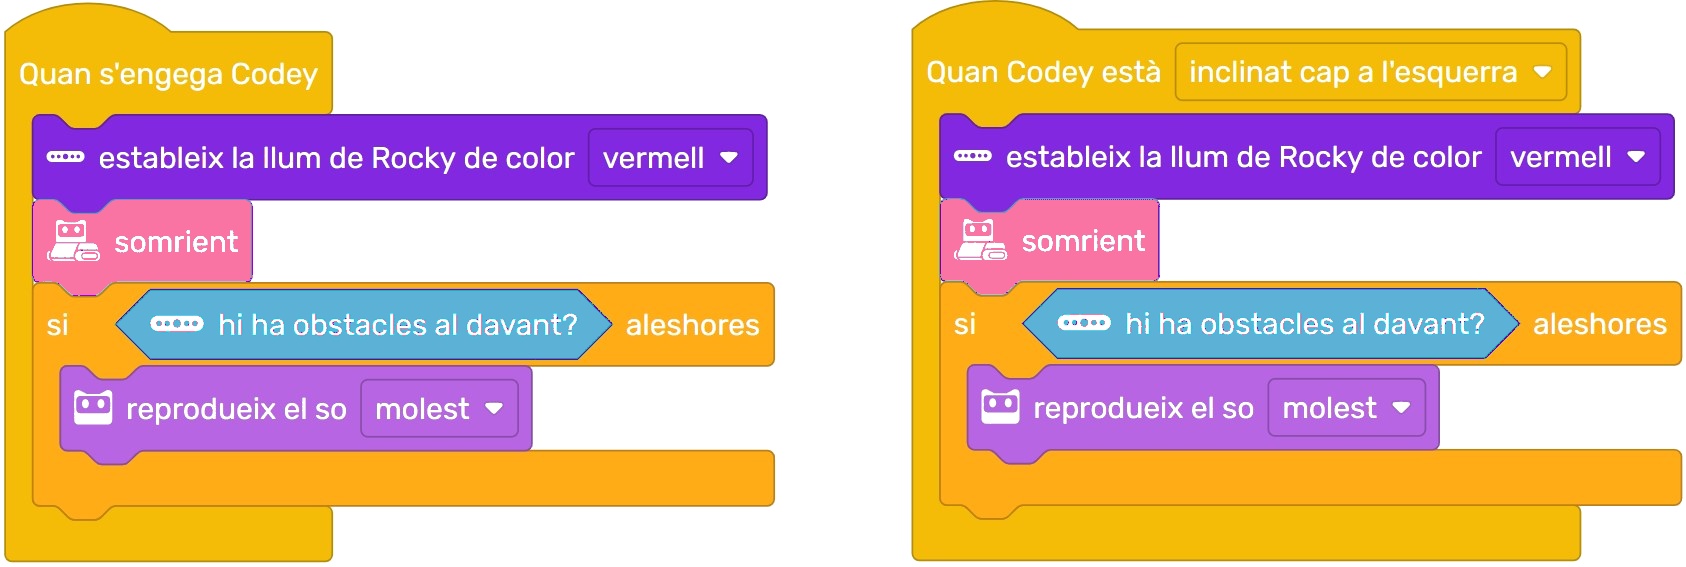 Quan s'engega Codey
estableix la llum de Rocky de color vermell
somrient
si hi ha obstacles al davant? aleshores
reprodueix el so molest
Quan Codey està inclinat cap a l'esquerra
estableix la llum de Rocky de color vermell
somrient
si hi ha obstacles al davant? aleshores
reprodueix el so molest